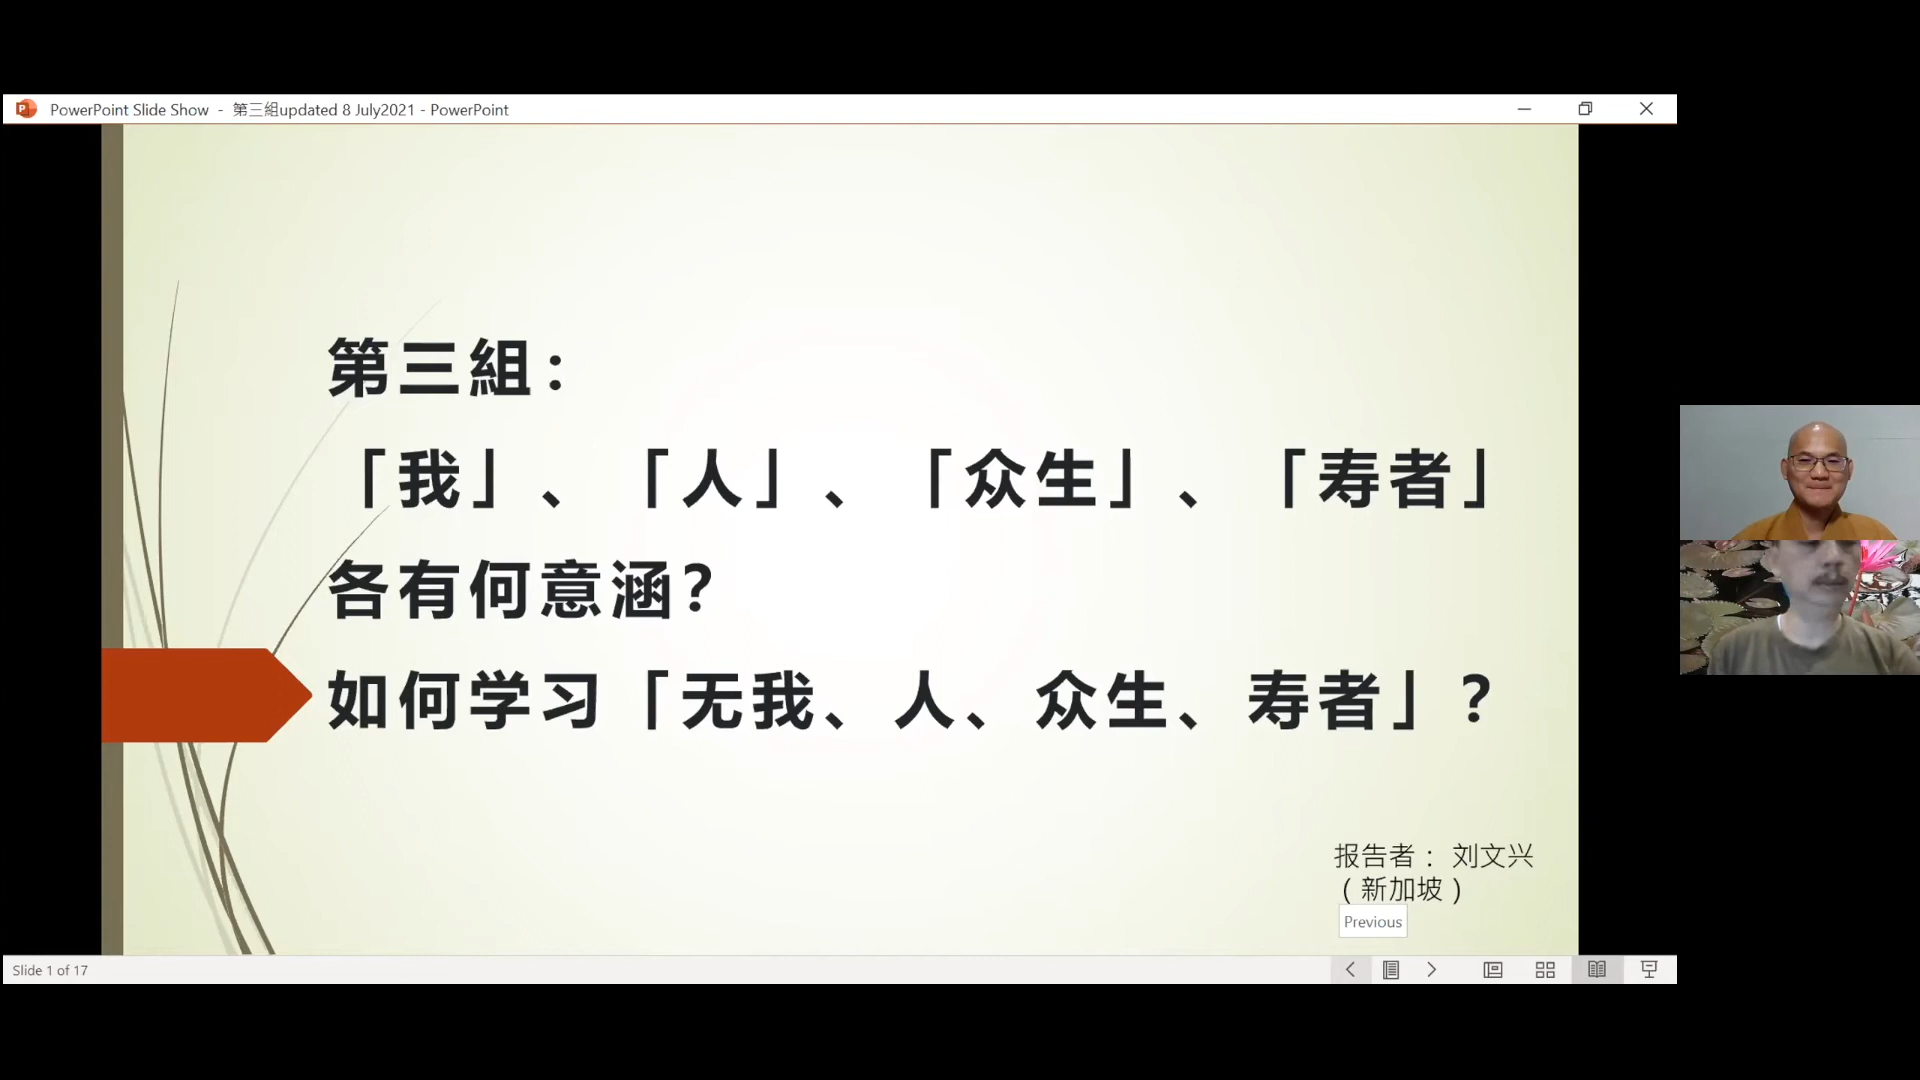 PowerPoint Slide Show - 第三組updated 8 July2021 - PowerPoint
第三組：
「我」、「人」、「众生」、「寿者」
各有何意涵？
如何学习「无我、人、众生、寿者」？
报告者： 刘文兴
（新加坡）
Previous
Slide 1 of 17